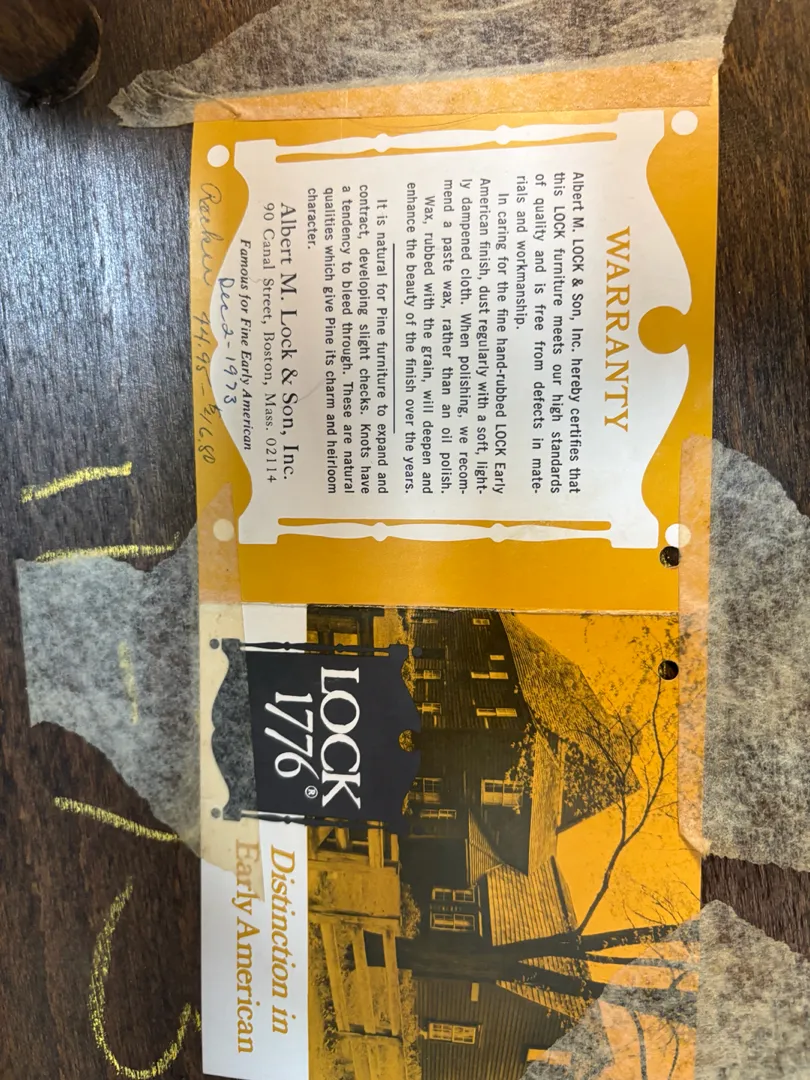 WARRANTY
Albert M. LOCK & Son, Inc. hereby certifies that
this LOCK furniture meets our high standards
of quality and is free from defects in mate-
rials and workmanship.
In caring for the fine hand-rubbed LOCK Early
American finish, dust regularly with a soft, light-
ly dampened cloth. When polishing, we recom-
mend a paste wax, rather than an oil polish.
Wax, rubbed with the grain, will deepen and
enhance the beauty of the finish over the years.
It is natural for Pine furniture to expand and
contract, developing slight checks. Knots have
a tendency to bleed through. These are natural
qualities which give Pine its charm and heirloom
character.
Albert M. Lock & Son, Inc.
90 Canal Street, Boston, Mass. 02114
Famous for Fine Early American
Dec 2-1973
Rocker 94.95 -
LOCK
1776®
Distinction in
Early American